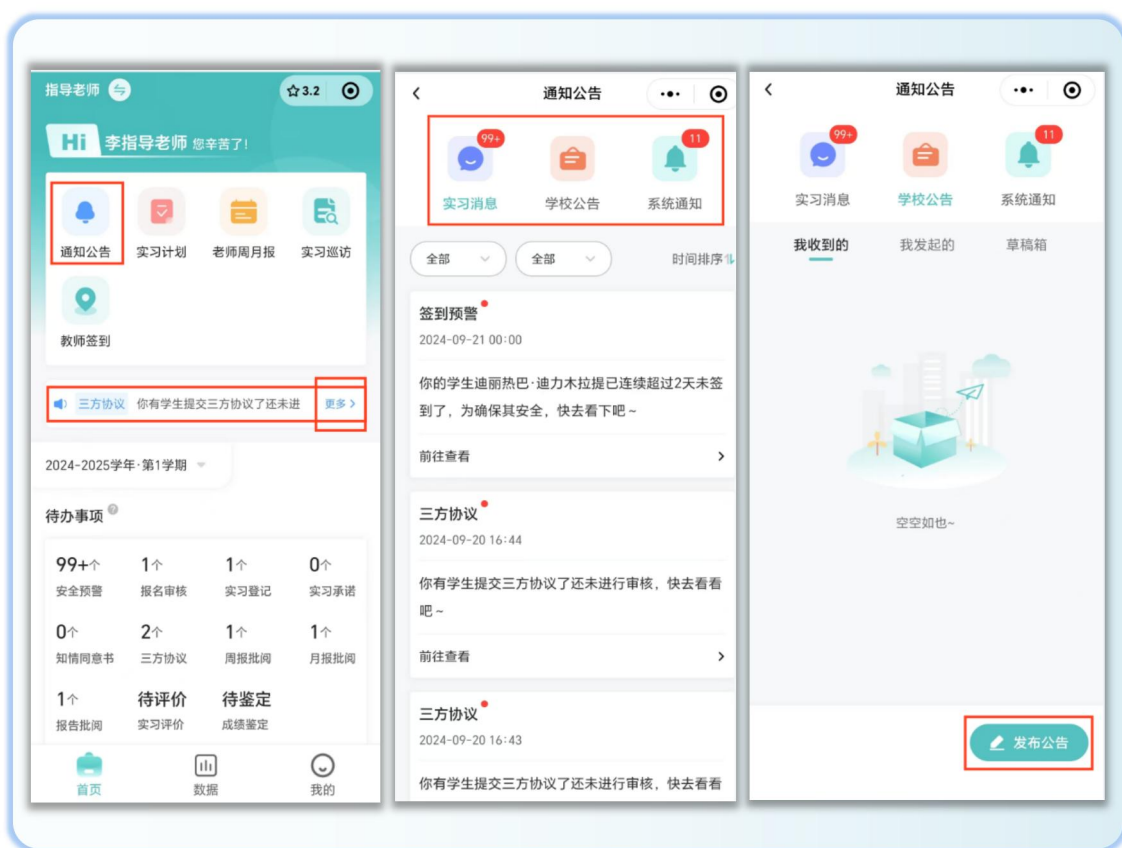 指导老师
3.2
Hi 李指导老师 您辛苦了!
通知公告 实习计划 老师周月报 实习巡访
教师签到
三方协议 你有学生提交三方协议了还未进 更多 >
2024-2025学年·第1学期
待办事项
99+个 1个 1个 0个
安全预警 报名审核 实习登记 实习承诺
0个 2个 1个 1个
知情同意书 三方协议 周报批阅 月报批阅
1个 待评价 待鉴定
报告批阅 实习评价 成绩鉴定
首页 数据 我的
通知公告
99+ 11
实习消息 学校公告 系统通知
全部 全部 时间排序
签到预警
2024-09-21 00:00
你的学生迪丽热巴·迪力木拉提已连续超过2天未签
到了，为确保其安全，快去看下吧~
前往查看
三方协议
2024-09-20 16:44
你有学生提交三方协议了还未进行审核，快去看看
吧~
前往查看
三方协议
2024-09-20 16:43
你有学生提交三方协议了还未进行审核，快去看看
通知公告
99+ 11
实习消息 学校公告 系统通知
我收到的 我发起的 草稿箱
空空如也~
发布公告